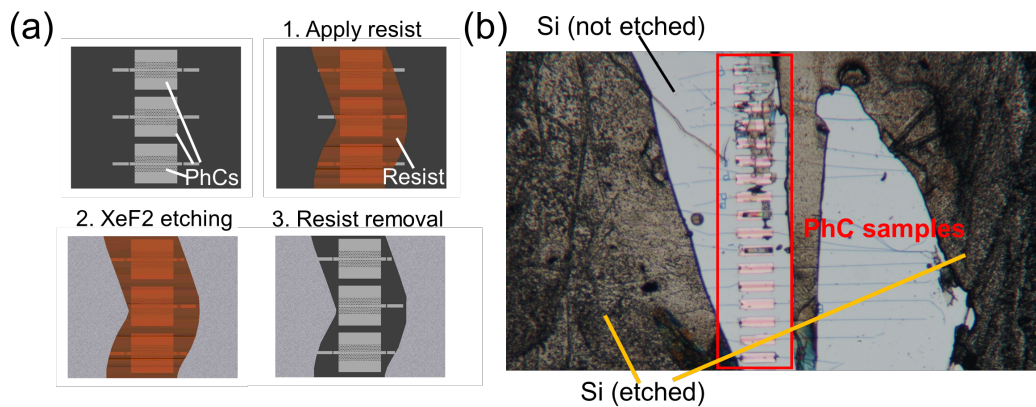 (a)
1. Apply resist
PhCs
Resist
2. XeF2 etching
3. Resist removal
(b)
Si (not etched)
PhC samples
Si (etched)